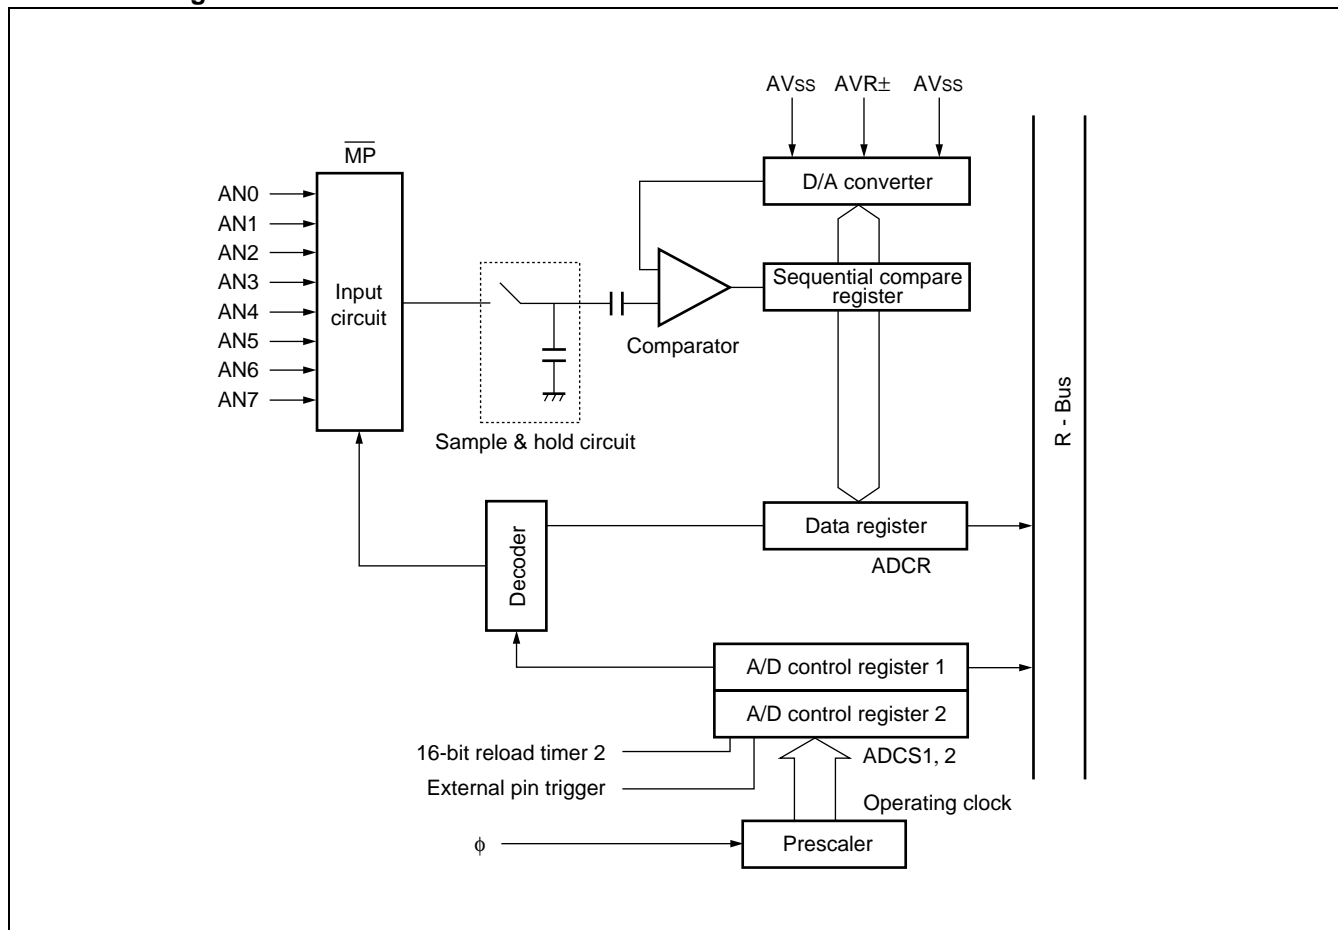 AVss AVR± AVss
MP
D/A converter
AN0
AN1
AN2
AN3
AN4
AN5
AN6
AN7
Input
circuit
Sequential compare
register
Comparator
Sample & hold circuit
R - Bus
Decoder
Data register
ADCR
A/D control register 1
A/D control register 2
16-bit reload timer 2
ADCS1, 2
External pin trigger
Operating clock
ϕ
Prescaler